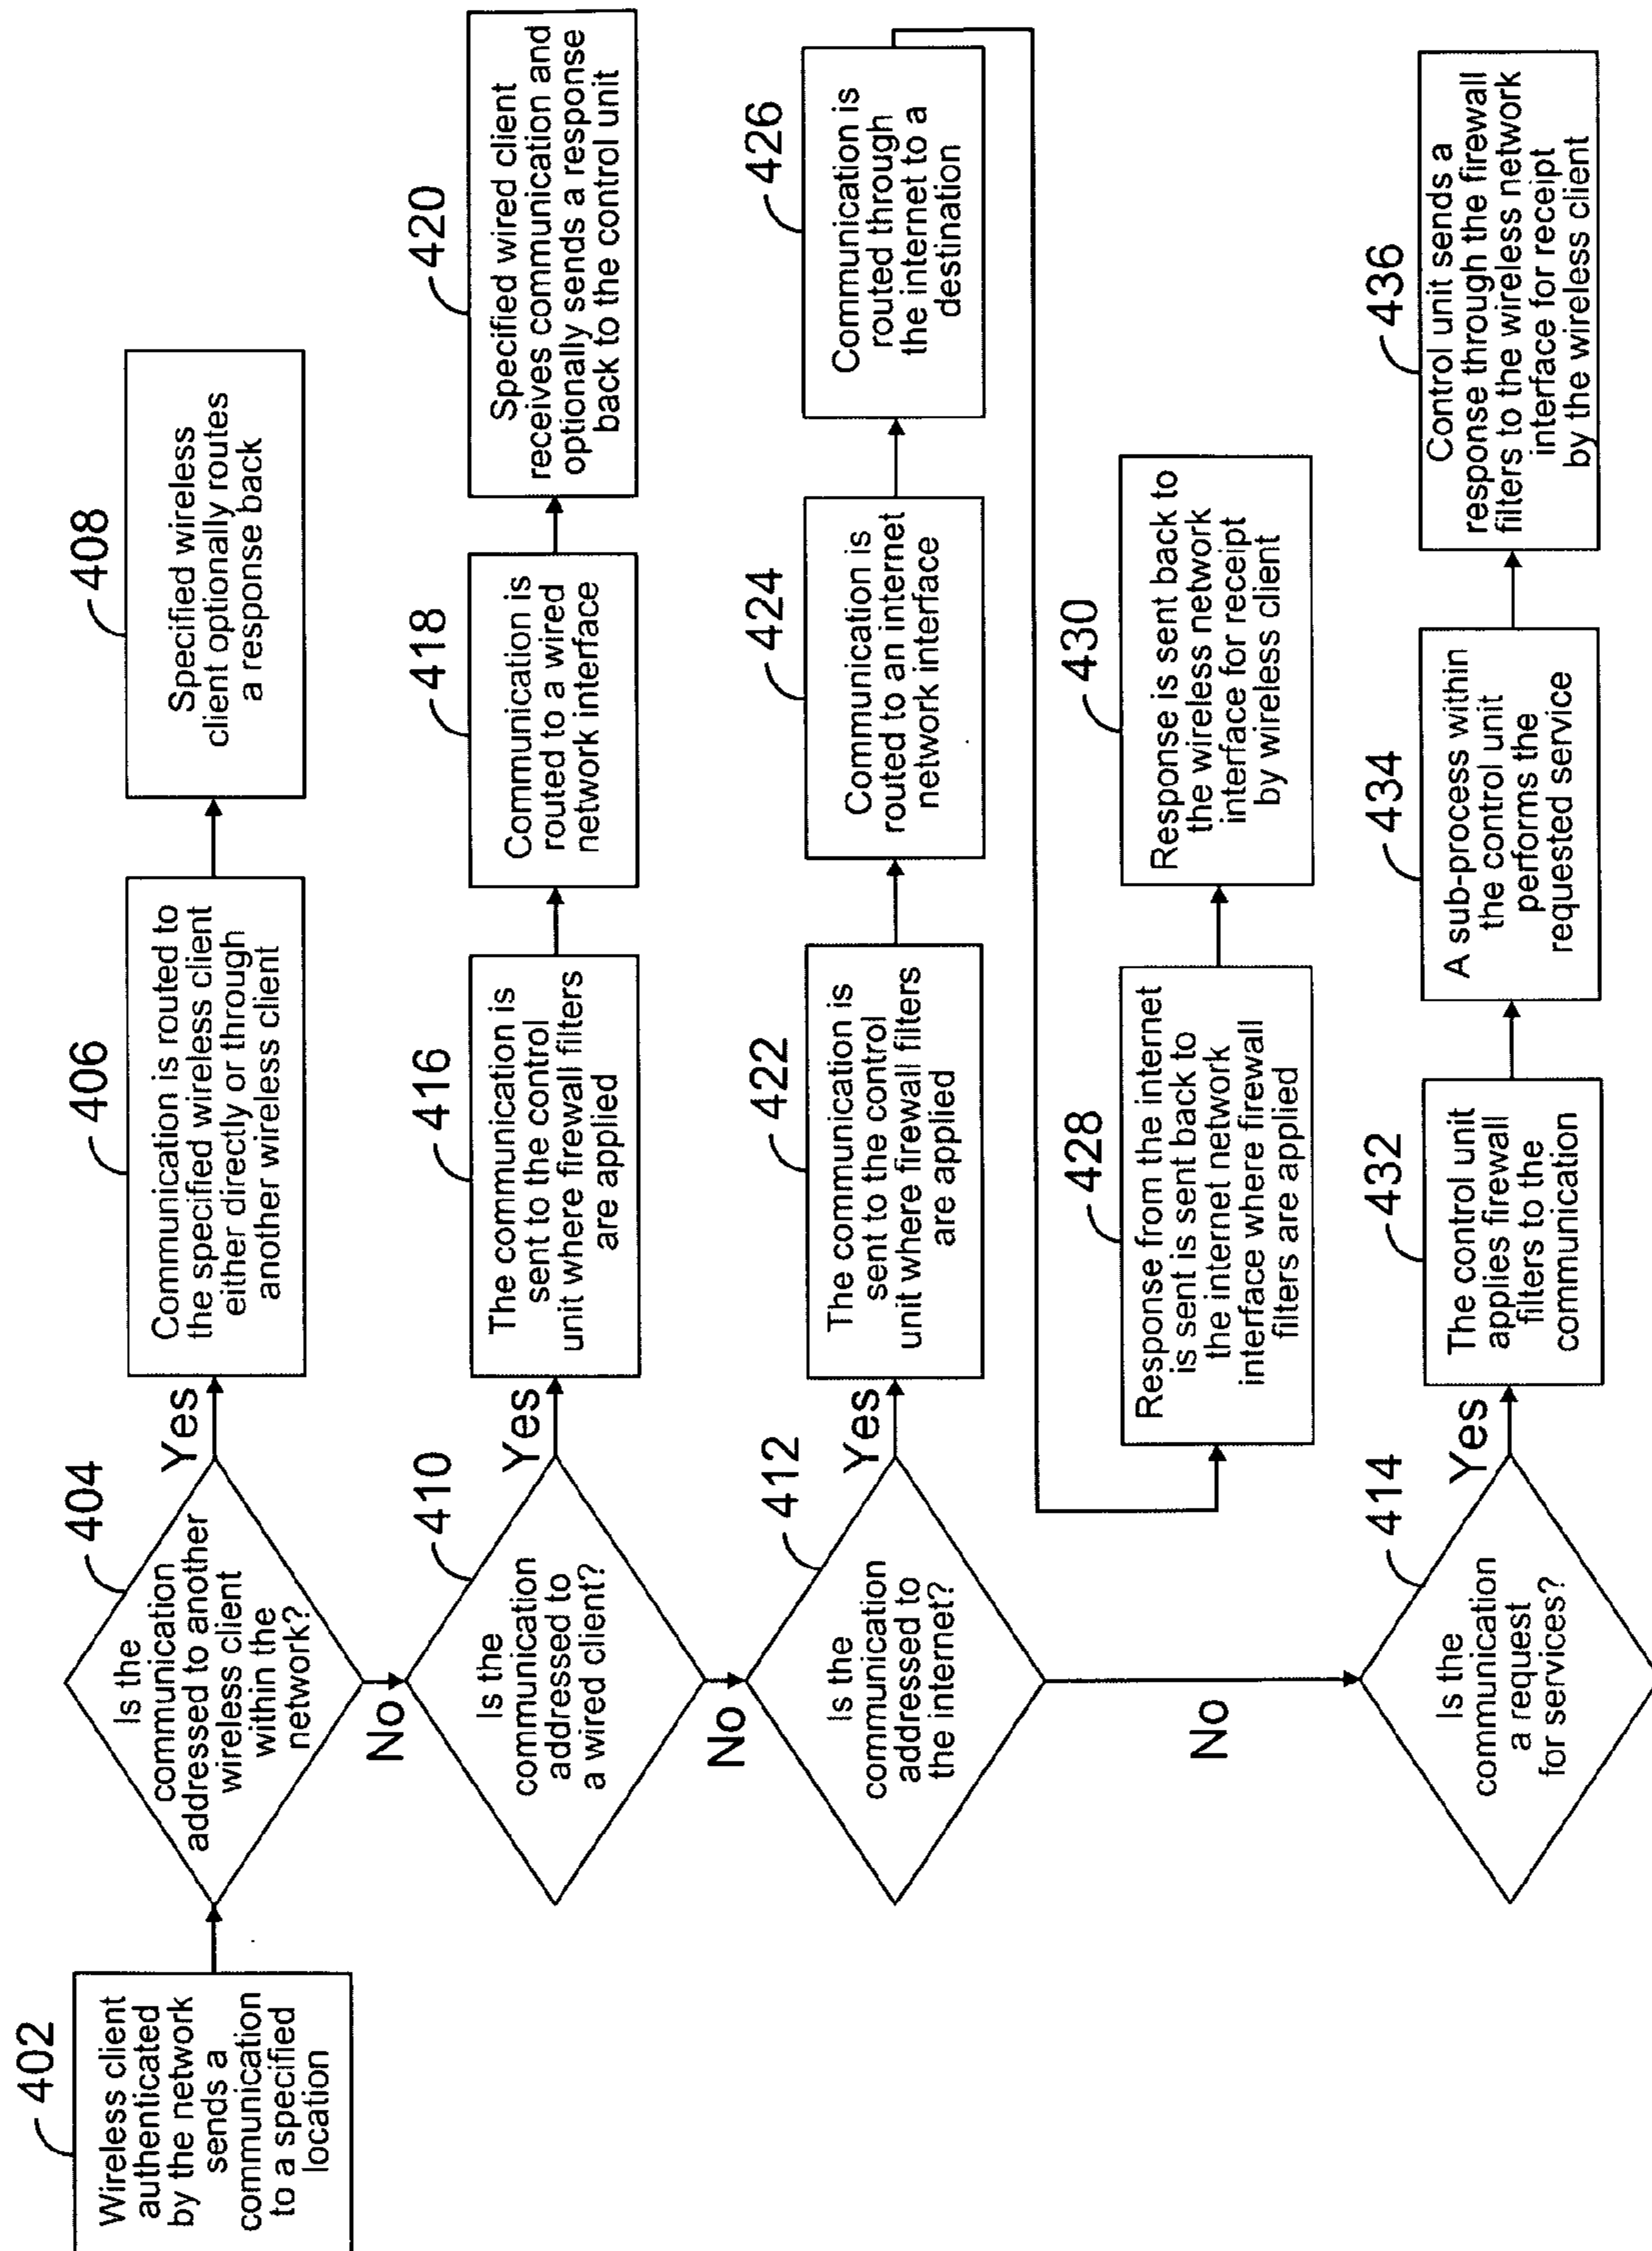 402
Wireless client
authenticated
by the network
sends a
communication
to a specified
location
404
Is the
communication
addressed to another
wireless client
within the
network?
Yes
406
Communication is routed to
the specified wireless client
either directly or through
another wireless client
408
Specified wireless
client optionally routes
a response back
No
410
Is the
communication
addressed to
a wired client?
Yes
416
The communication is
sent to the control
unit where firewall filters
are applied
418
Communication is
routed to a wired
network interface
420
Specified wired client
receives communication and
optionally sends a response
back to the control unit
No
412
Is the
communication
addressed to
the internet?
Yes
422
The communication is
sent to the control
unit where firewall filters
are applied
424
Communication is
routed to an internet
network interface
426
Communication is
routed through
the internet to a
destination
428
Response from the internet
is sent is sent back to
the internet network
interface where firewall
filters are applied
430
Response is sent back to
the wireless network
interface for receipt
by wireless client
No
414
Is the
communication
a request
for services?
Yes
432
The control unit
applies firewall
filters to the
communication
434
A sub-process within
the control unit
performs the
requested service
436
Control unit sends a
response through the firewall
filters to the wireless network
interface for receipt
by the wireless client